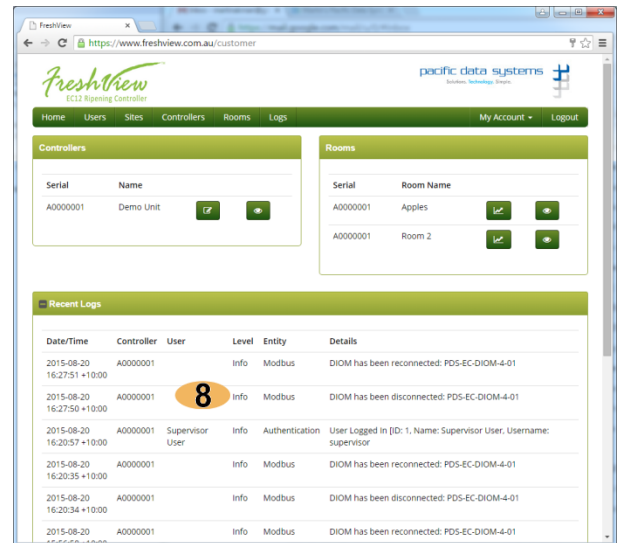 FreshView
https://www.freshview.com.au/customer
FreshView
EC12 Ripening Controller
pacific data systems
Solutions. Technology. Simple.
Home Users Sites Controllers Rooms Logs My Account Logout
Controllers
Serial Name
A0000001 Demo Unit
Rooms
Serial Room Name
A0000001 Apples
A0000001 Room 2
Recent Logs
Date/Time Controller User Level Entity Details
2015-08-20 A0000001 Info Modbus DIOM has been reconnected: PDS-EC-DIOM-4-01
16:27:51 +10:00
2015-08-20 A0000001 8 Info Modbus DIOM has been disconnected: PDS-EC-DIOM-4-01
16:27:50 +10:00
2015-08-20 A0000001 Supervisor Info Authentication User Logged In [ID: 1, Name: Supervisor User, Username:
16:20:57 +10:00 User supervisor
2015-08-20 A0000001 Info Modbus DIOM has been reconnected: PDS-EC-DIOM-4-01
16:20:35 +10:00
2015-08-20 A0000001 Info Modbus DIOM has been disconnected: PDS-EC-DIOM-4-01
16:20:34 +10:00
2015-08-20 A0000001 Info Modbus DIOM has been reconnected: PDS-EC-DIOM-4-01